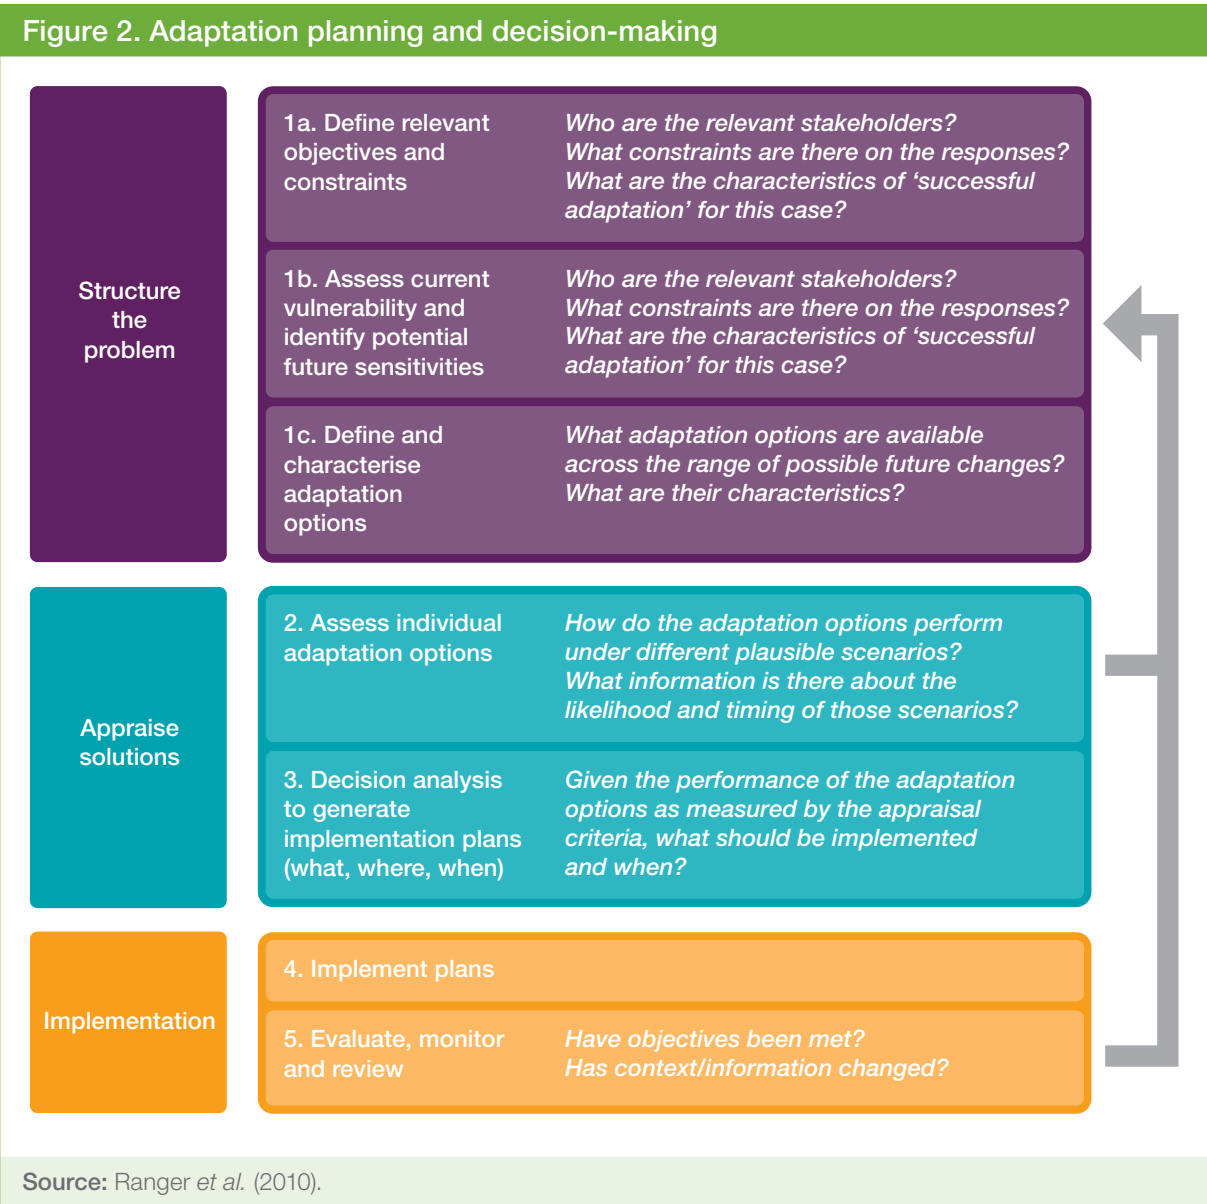 Figure 2. Adaptation planning and decision-making
Structure
the
problem
1a. Define relevant
objectives and
constraints
Who are the relevant stakeholders?
What constraints are there on the responses?
What are the characteristics of ‘successful
adaptation’ for this case?
1b. Assess current
vulnerability and
identify potential
future sensitivities
Who are the relevant stakeholders?
What constraints are there on the responses?
What are the characteristics of ‘successful
adaptation’ for this case?
1c. Define and
characterise
adaptation
options
What adaptation options are available
across the range of possible future changes?
What are their characteristics?
Appraise
solutions
2. Assess individual
adaptation options
How do the adaptation options perform
under different plausible scenarios?
What information is there about the
likelihood and timing of those scenarios?
3. Decision analysis
to generate
implementation plans
(what, where, when)
Given the performance of the adaptation
options as measured by the appraisal
criteria, what should be implemented
and when?
Implementation
4. Implement plans
5. Evaluate, monitor
and review
Have objectives been met?
Has context/information changed?
Source: Ranger et al. (2010).